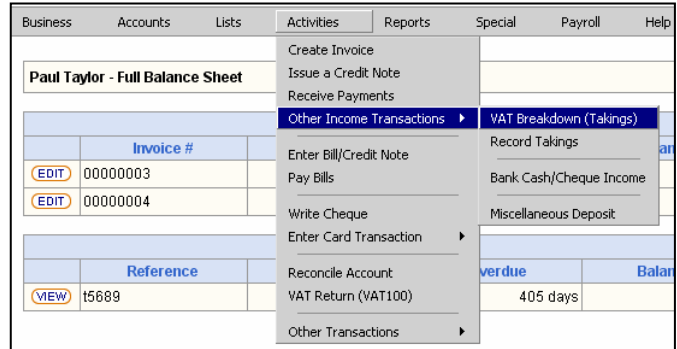 Business Accounts Lists Activities Reports Special Payroll Help
Paul Taylor - Full Balance Sheet
Create Invoice
Issue a Credit Note
Receive Payments
Other Income Transactions
VAT Breakdown (Takings)
Record Takings
Bank Cash/Cheque Income
Miscellaneous Deposit
Enter Bill/Credit Note
Pay Bills
Write Cheque
Enter Card Transaction
Reconcile Account
VAT Return (VAT100)
Other Transactions
Invoice #
EDIT 00000003
EDIT 00000004
Reference
VIEW t5689 405 days